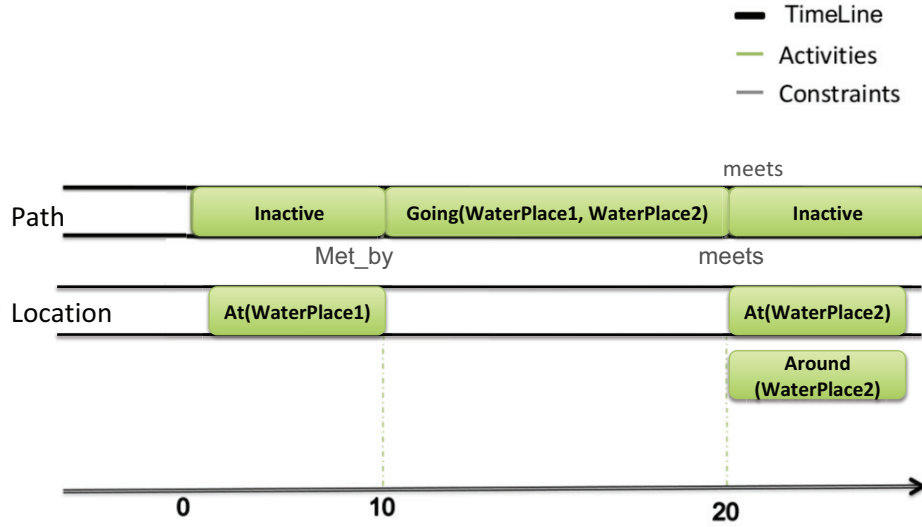 TimeLine
Activities
Constraints
meets
Path
Inactive
Going(WaterPlace1, WaterPlace2)
Inactive
Met_by
meets
Location
At(WaterPlace1)
At(WaterPlace2)
Around
(WaterPlace2)
0
10
20